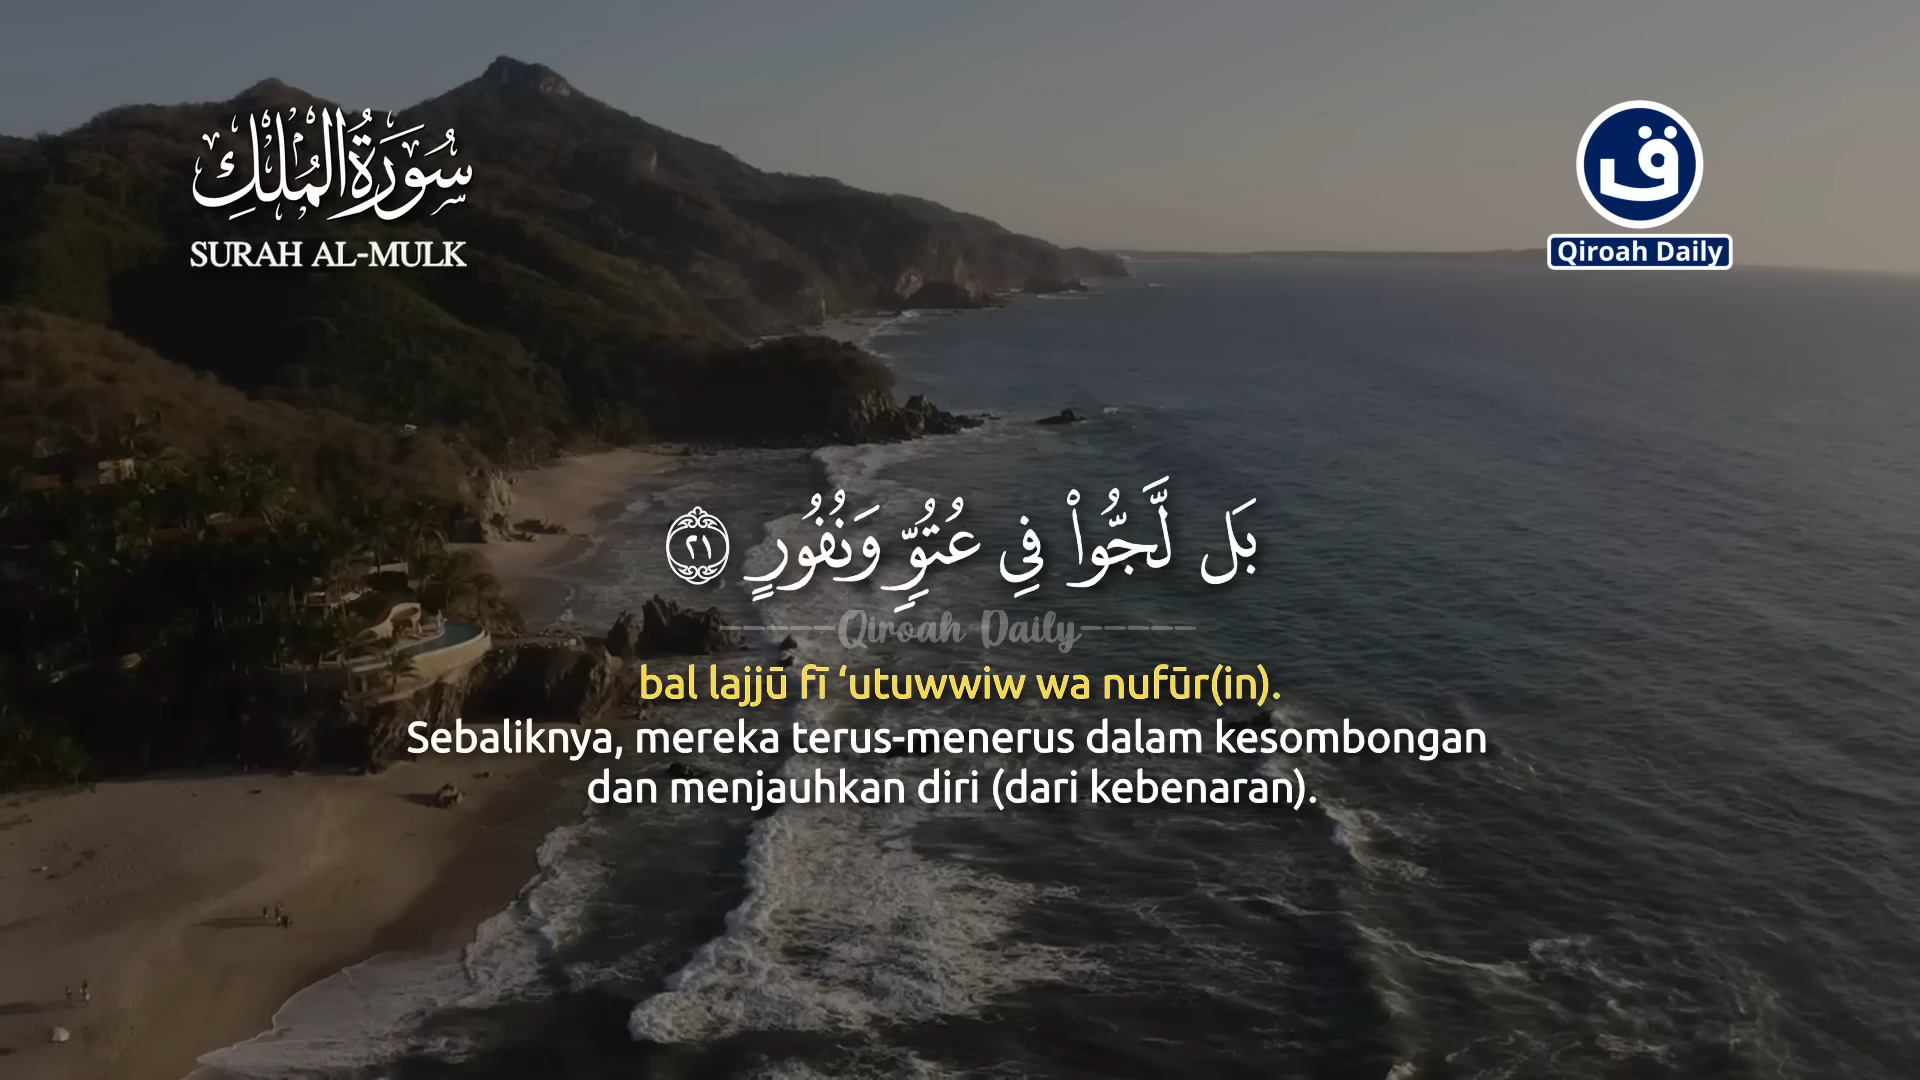 سُورَةُ الْمُلْكِ
SURAH AL-MULK
ق
Qiroah Daily
بَل لَّجُّوا۟ فِى عُتُوٍّ وَنُفُورٍ ٢١
-----Qiroah Daily-----
bal lajjū fī ‘utuwwiw wa nufūr(in).
Sebaliknya, mereka terus-menerus dalam kesombongan
dan menjauhkan diri (dari kebenaran).